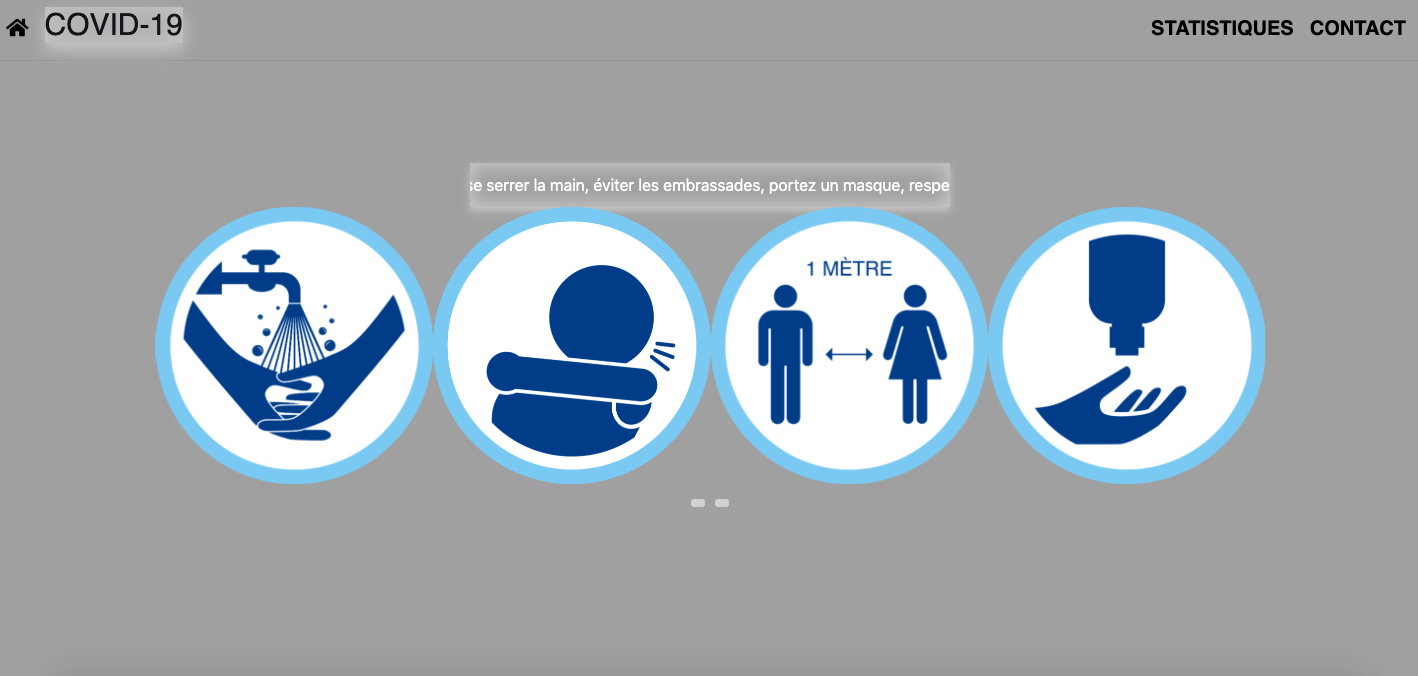 COVID-19
STATISTIQUES CONTACT
se serrer la main, éviter les embrassades, portez un masque, respe
1 MÈTRE